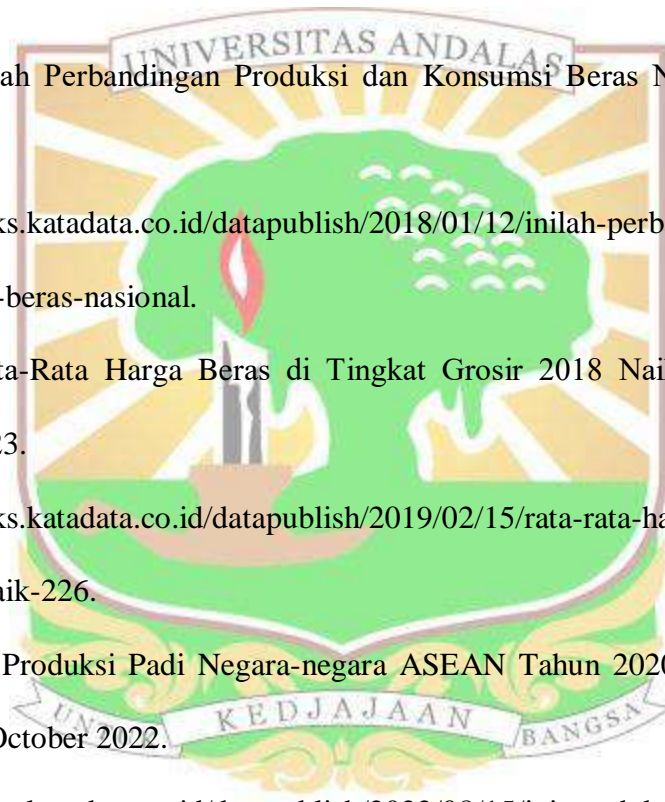 UNIVERSITAS ANDALAS
ah Perbandingan Produksi dan Konsumsi Beras N
ks.katadata.co.id/datapublish/2018/01/12/inilah-perb
-beras-nasional.
ta-Rata Harga Beras di Tingkat Grosir 2018 Naik
23.
ks.katadata.co.id/datapublish/2019/02/15/rata-rata-ha
aik-226.
Produksi Padi Negara-negara ASEAN Tahun 2020
October 2022.
KEDJAJAAN
BANGSA